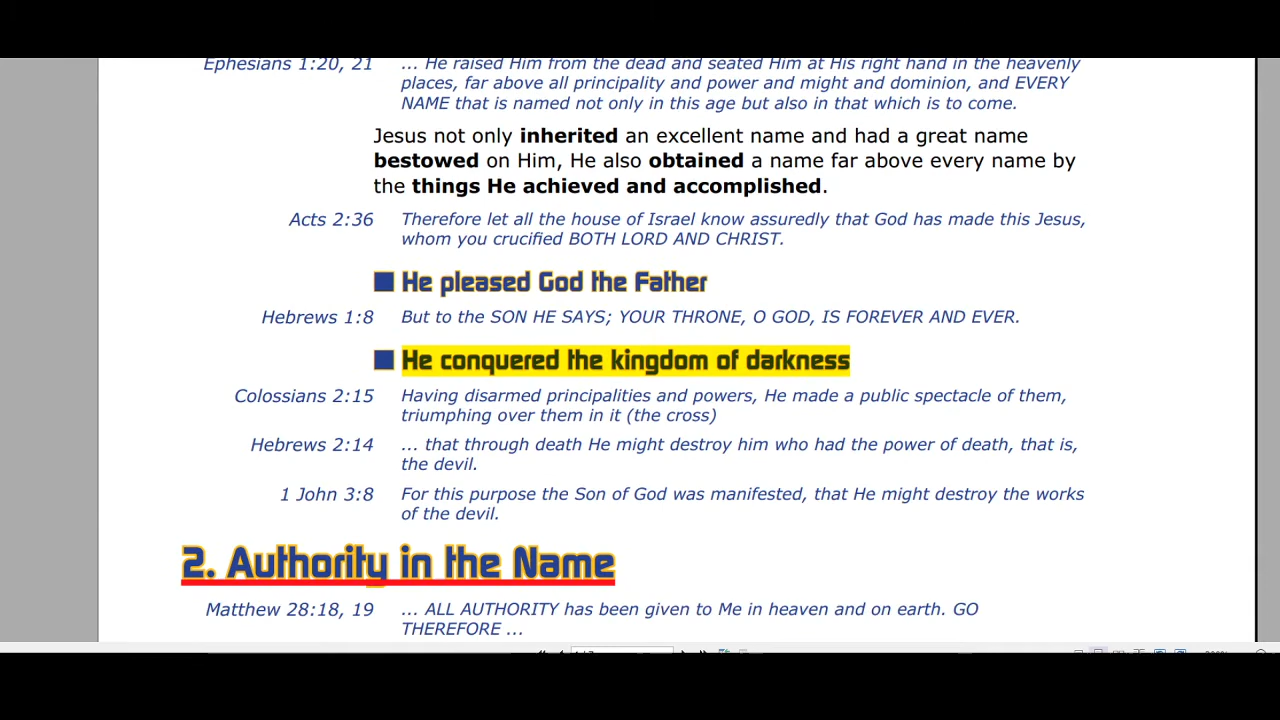 Ephesians 1:20, 21 ... He raised Him from the dead and seated Him at His right hand in the heavenly
places, far above all principality and power and might and dominion, and EVERY
NAME that is named not only in this age but also in that which is to come.
Jesus not only inherited an excellent name and had a great name
bestowed on Him, He also obtained a name far above every name by
the things He achieved and accomplished.
Acts 2:36 Therefore let all the house of Israel know assuredly that God has made this Jesus,
whom you crucified BOTH LORD AND CHRIST.
He pleased God the Father
Hebrews 1:8 But to the SON HE SAYS; YOUR THRONE, O GOD, IS FOREVER AND EVER.
He conquered the kingdom of darkness
Colossians 2:15 Having disarmed principalities and powers, He made a public spectacle of them,
triumphing over them in it (the cross)
Hebrews 2:14 ... that through death He might destroy him who had the power of death, that is,
the devil.
1 John 3:8 For this purpose the Son of God was manifested, that He might destroy the works
of the devil.
2. Authority in the Name
Matthew 28:18, 19 ... ALL AUTHORITY has been given to Me in heaven and on earth. GO
THEREFORE ...